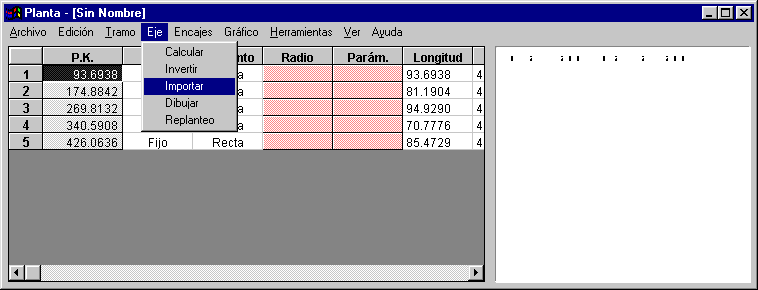 Planta - [Sin Nombre]
Archivo Edición Tramo Eje Encajes Gráfico Herramientas Ver Ayuda
P.K. nto Radio Parám. Longitud
Calcular
Invertir
Importar
Dibujar
Replanteo
1 93.6938 a 93.6938 4
2 174.8842 a 81.1904 4
3 269.8132 a 94.9290 4
4 340.5908 a 70.7776 4
5 426.0636 Fijo Recta 85.4729 4